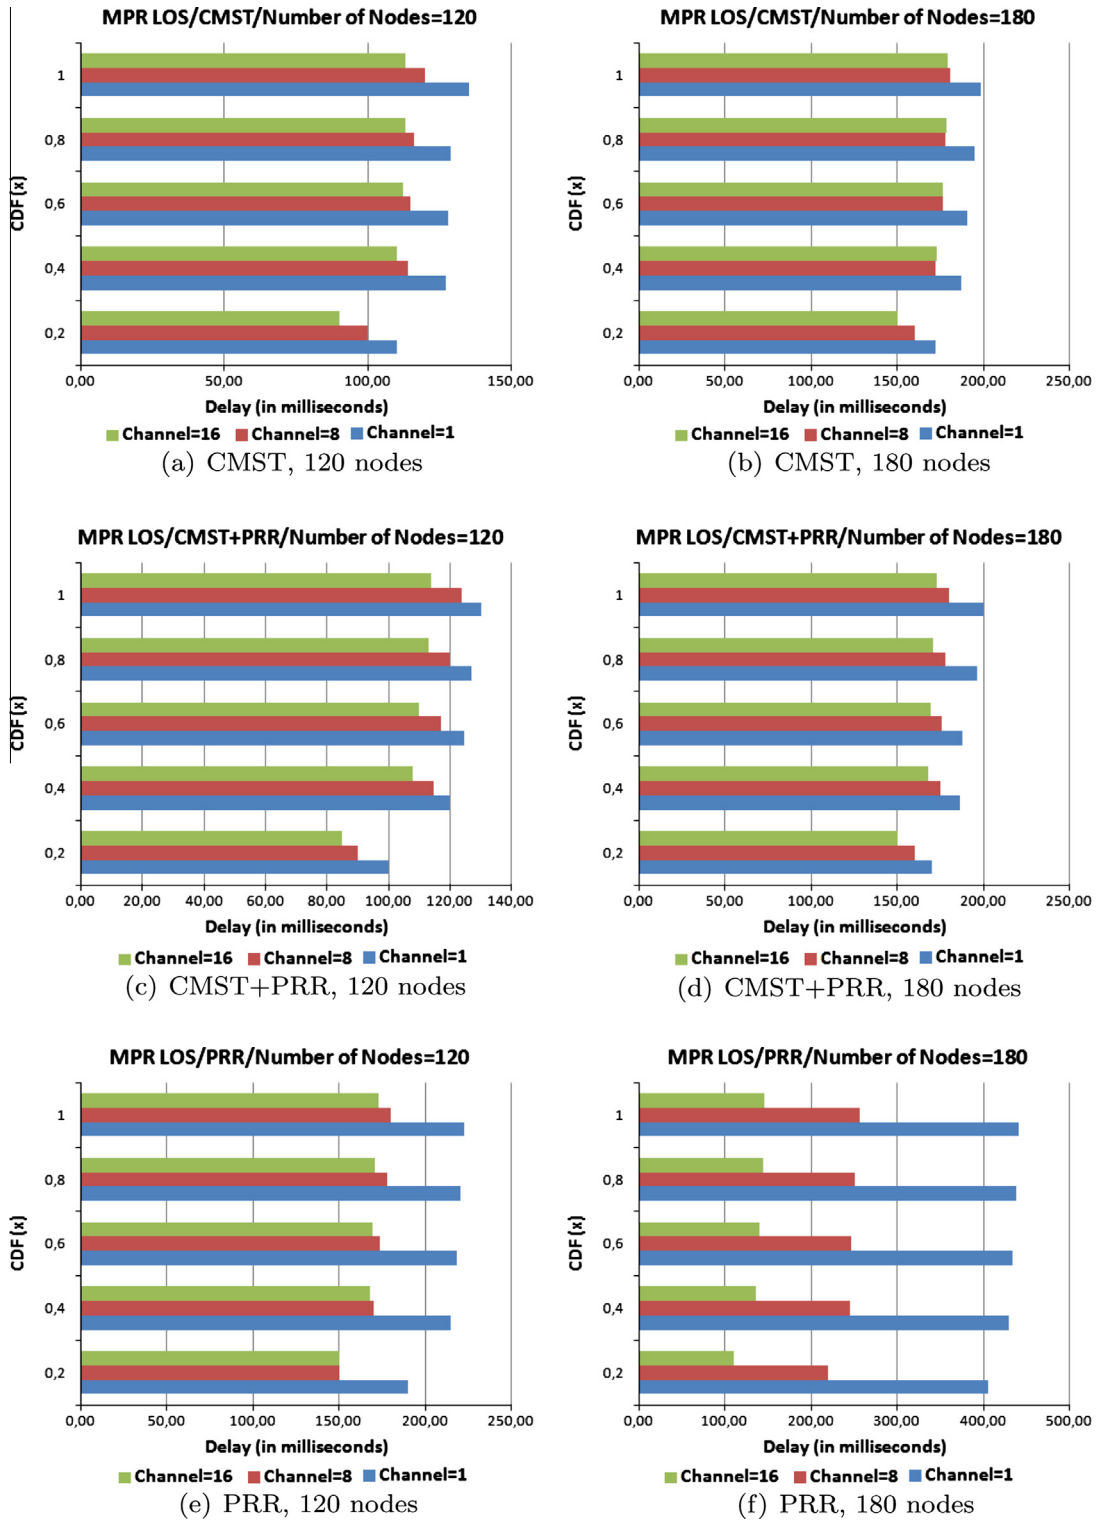 MPR LOS/CMST/Number of Nodes=120
CDF (x)
1
0,8
0,6
0,4
0,2
0,00 50,00 100,00 150,00
Delay (in milliseconds)
Channel=16 Channel=8 Channel=1
(a) CMST, 120 nodes
MPR LOS/CMST/Number of Nodes=180
CDF (x)
1
0,8
0,6
0,4
0,2
0,00 50,00 100,00 150,00 200,00 250,00
Delay (in milliseconds)
Channel=16 Channel=8 Channel=1
(b) CMST, 180 nodes
MPR LOS/CMST+PRR/Number of Nodes=120
CDF (x)
1
0,8
0,6
0,4
0,2
0,00 20,00 40,00 60,00 80,00 100,00 120,00 140,00
Delay (in milliseconds)
Channel=16 Channel=8 Channel=1
(c) CMST+PRR, 120 nodes
MPR LOS/CMST+PRR/Number of Nodes=180
CDF (x)
1
0,8
0,6
0,4
0,2
0,00 50,00 100,00 150,00 200,00 250,00
Delay (in milliseconds)
Channel=16 Channel=8 Channel=1
(d) CMST+PRR, 180 nodes
MPR LOS/PRR/Number of Nodes=120
CDF (x)
1
0,8
0,6
0,4
0,2
0,00 50,00 100,00 150,00 200,00 250,00
Delay (in milliseconds)
Channel=16 Channel=8 Channel=1
(e) PRR, 120 nodes
MPR LOS/PRR/Number of Nodes=180
CDF (x)
1
0,8
0,6
0,4
0,2
0,00 100,00 200,00 300,00 400,00 500,00
Delay (in milliseconds)
Channel=16 Channel=8 Channel=1
(f) PRR, 180 nodes